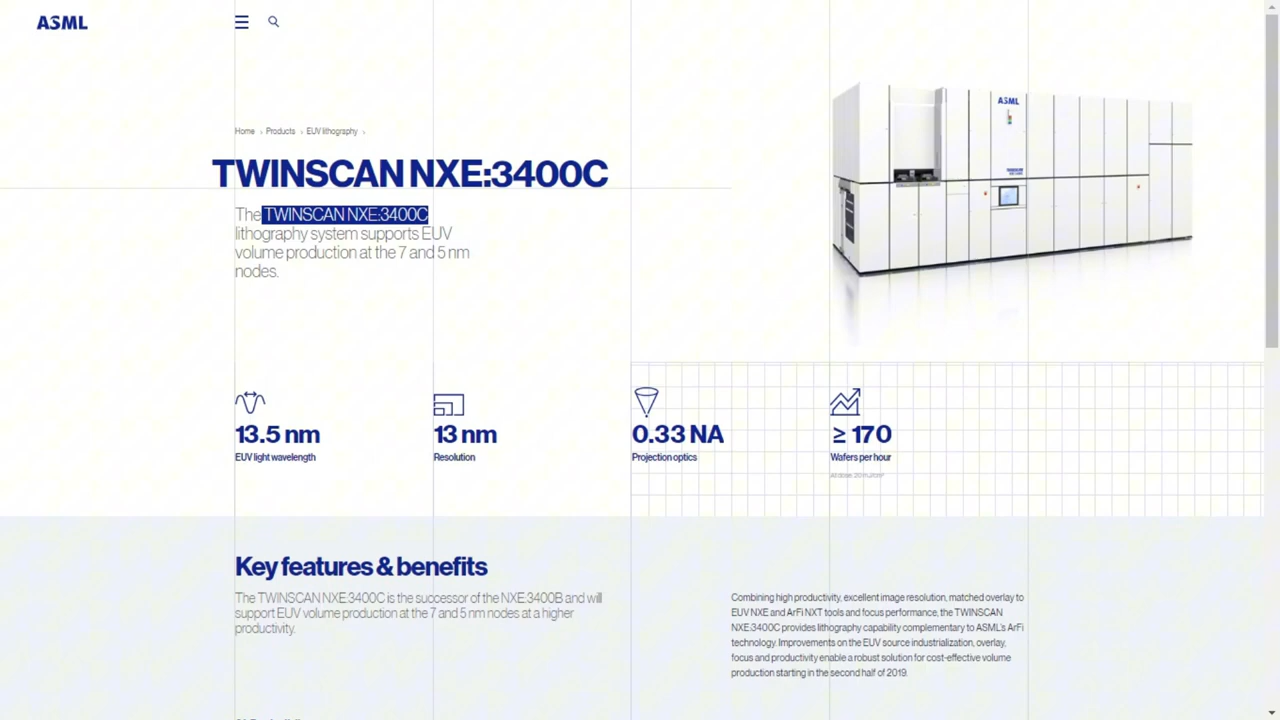 ASML
Home › Products › EUV lithography ›
ASML
TWINSCAN NXE:3400C
The TWINSCAN NXE:3400C
lithography system supports EUV
volume production at the 7 and 5 nm
nodes.
13.5 nm
EUV light wavelength
13 nm
Resolution
0.33 NA
Projection optics
≥ 170
Wafers per hour
Key features & benefits
The TWINSCAN NXE:3400C is the successor of the NXE:3400B and will
support EUV volume production at the 7 and 5 nm nodes at a higher
productivity.
Combining high productivity, excellent image resolution, matched overlay to
EUV NXE and ArFi NXT tools and focus performance, the TWINSCAN
NXE:3400C provides lithography capability complementary to ASML's ArFi
technology. Improvements on the EUV source industrialization, overlay,
focus and productivity enable a robust solution for cost-effective volume
production starting in the second half of 2019.